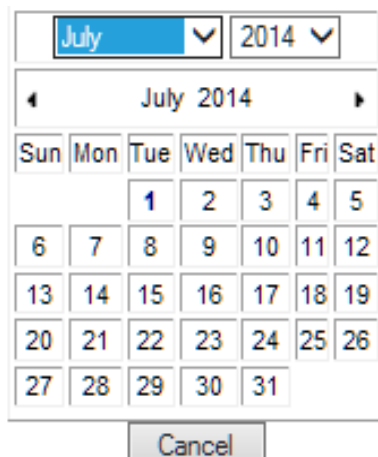 July 2014
July 2014
Sun Mon Tue Wed Thu Fri Sat
1 2 3 4 5
6 7 8 9 10 11 12
13 14 15 16 17 18 19
20 21 22 23 24 25 26
27 28 29 30 31
Cancel